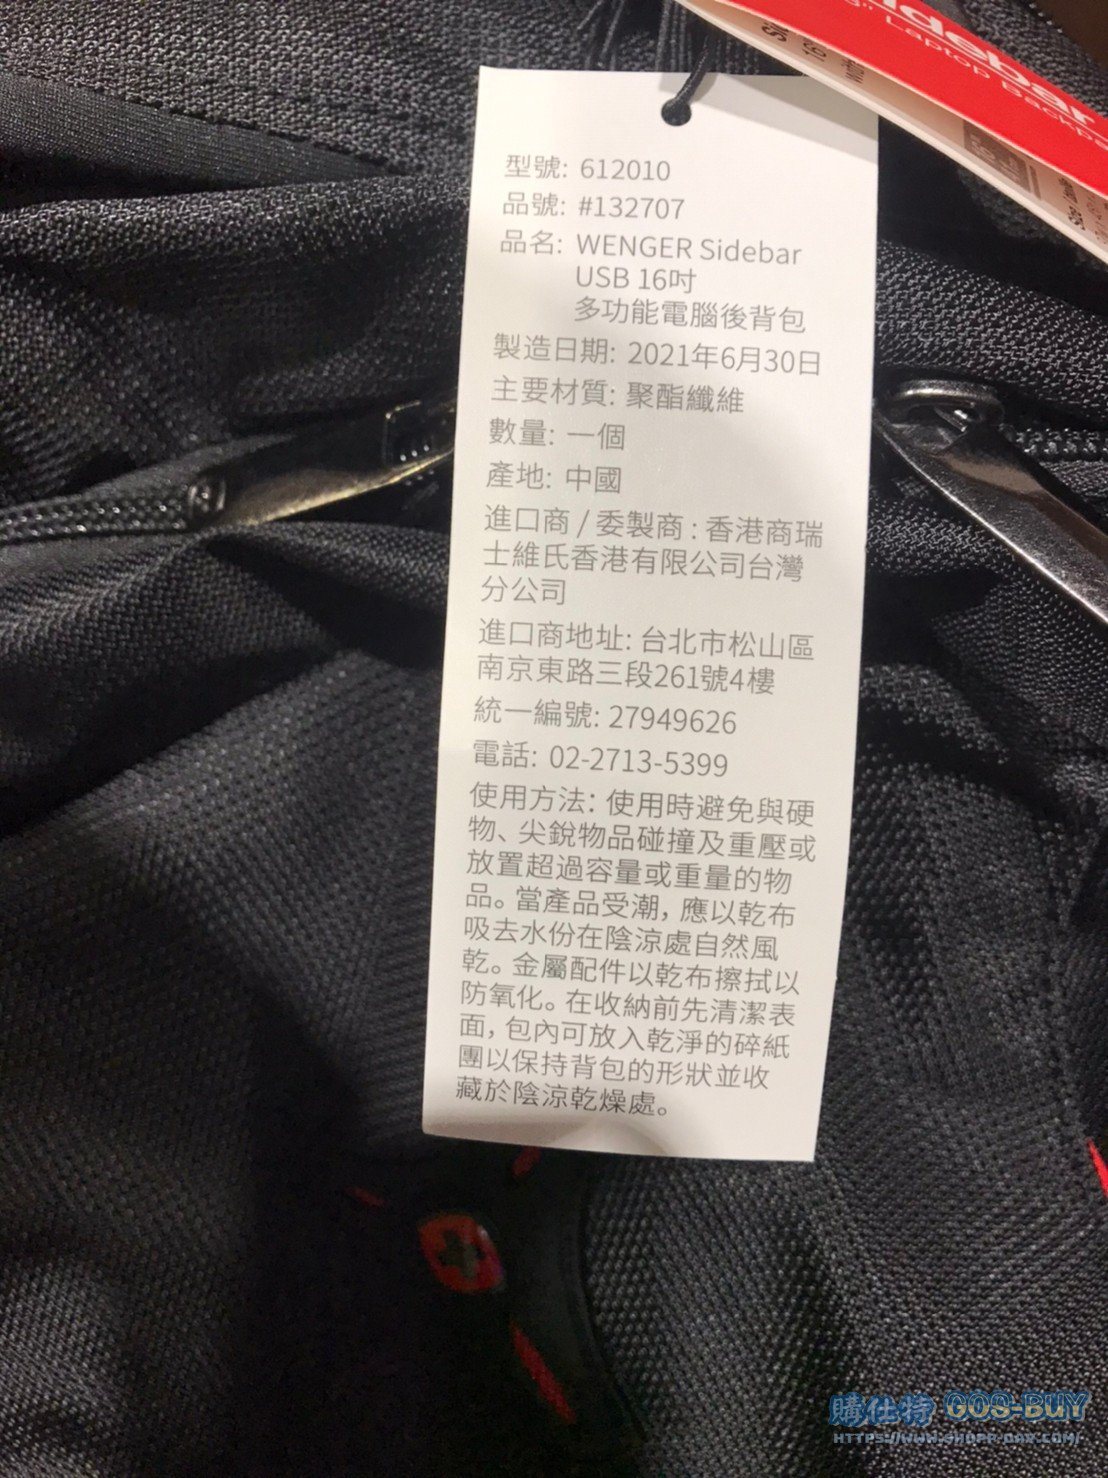 idebar
Laptop Backp
型號: 612010
品號: #132707
品名: WENGER Sidebar
USB 16吋
多功能電腦後背包
製造日期: 2021年6月30日
主要材質: 聚酯纖維
數量: 一個
產地: 中國
進口商 / 委製商 : 香港商瑞
士維氏香港有限公司台灣
分公司
進口商地址: 台北市松山區
南京東路三段261號4樓
統一編號: 27949626
電話: 02-2713-5399
使用方法: 使用時避免與硬
物、尖銳物品碰撞及重壓或
放置超過容量或重量的物
品。當產品受潮, 應以乾布
吸去水份在陰涼處自然風
乾。金屬配件以乾布擦拭以
防氧化。在收納前先清潔表
面, 包內可放入乾淨的碎紙
團以保持背包的形狀並收
藏於陰涼乾燥處。
購仕特 GOS-BUY
HTTPS://WWW.SHOPP-DAR.COM/